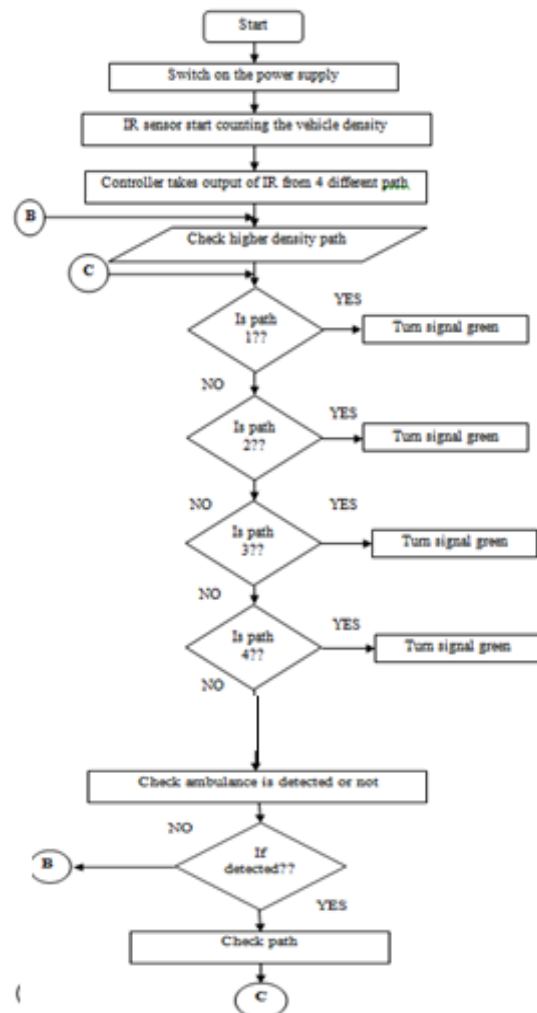 Start
Switch on the power supply
IR sensor start counting the vehicle density
Controller takes output of IR from 4 different path.
B
Check higher density path
C
Is path
1??
YES
Turn signal green
NO
Is path
2??
YES
Turn signal green
NO
Is path
3??
YES
Turn signal green
NO
Is path
4??
YES
Turn signal green
NO
Check ambulance is detected or not
NO
If
detected??
B
YES
Check path
C
(